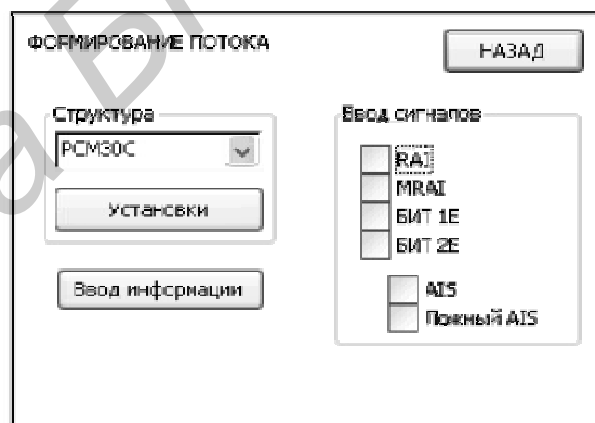 ФОРМИРОВАНИЕ ПОТОКА
НАЗАД
Структура
PCM30C
Установки
Ввод информации
Ввод сигналов
RAI
MRAI
БИТ 1E
БИТ 2E
AIS
Ложный AIS